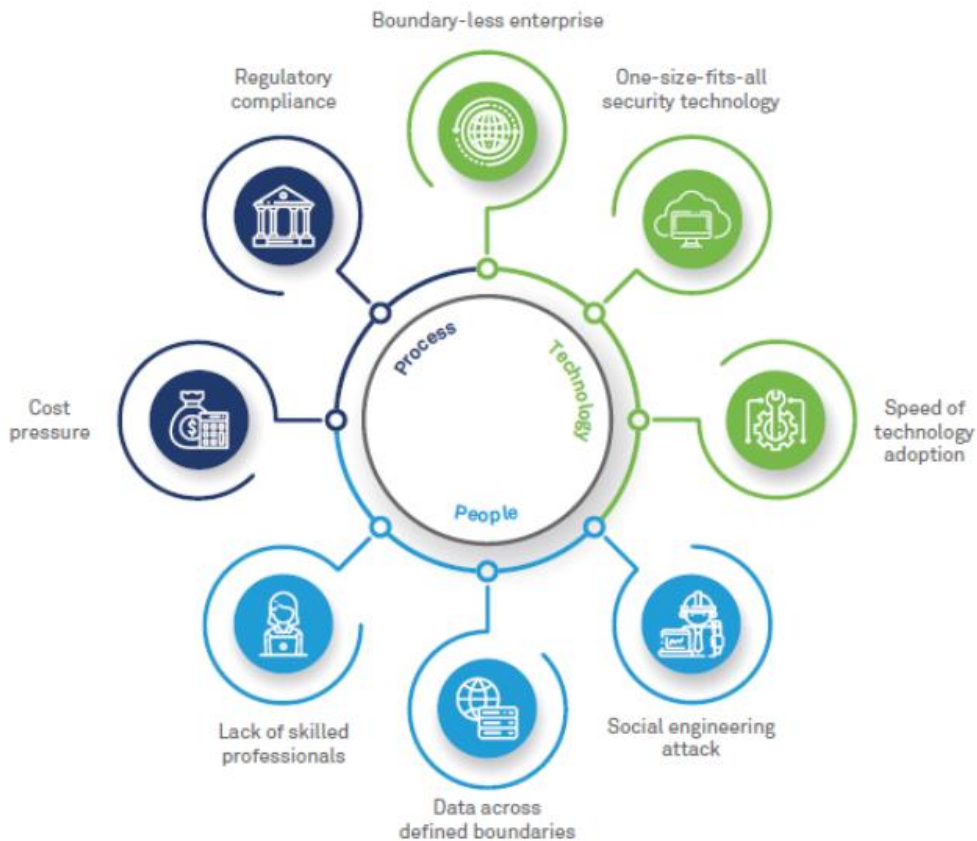 Boundary-less enterprise
Regulatory
compliance
One-size-fits-all
security technology
Process
Technology
People
Cost
pressure
$
Speed of
technology
adoption
Lack of skilled
professionals
Social engineering
attack
Data across
defined boundaries